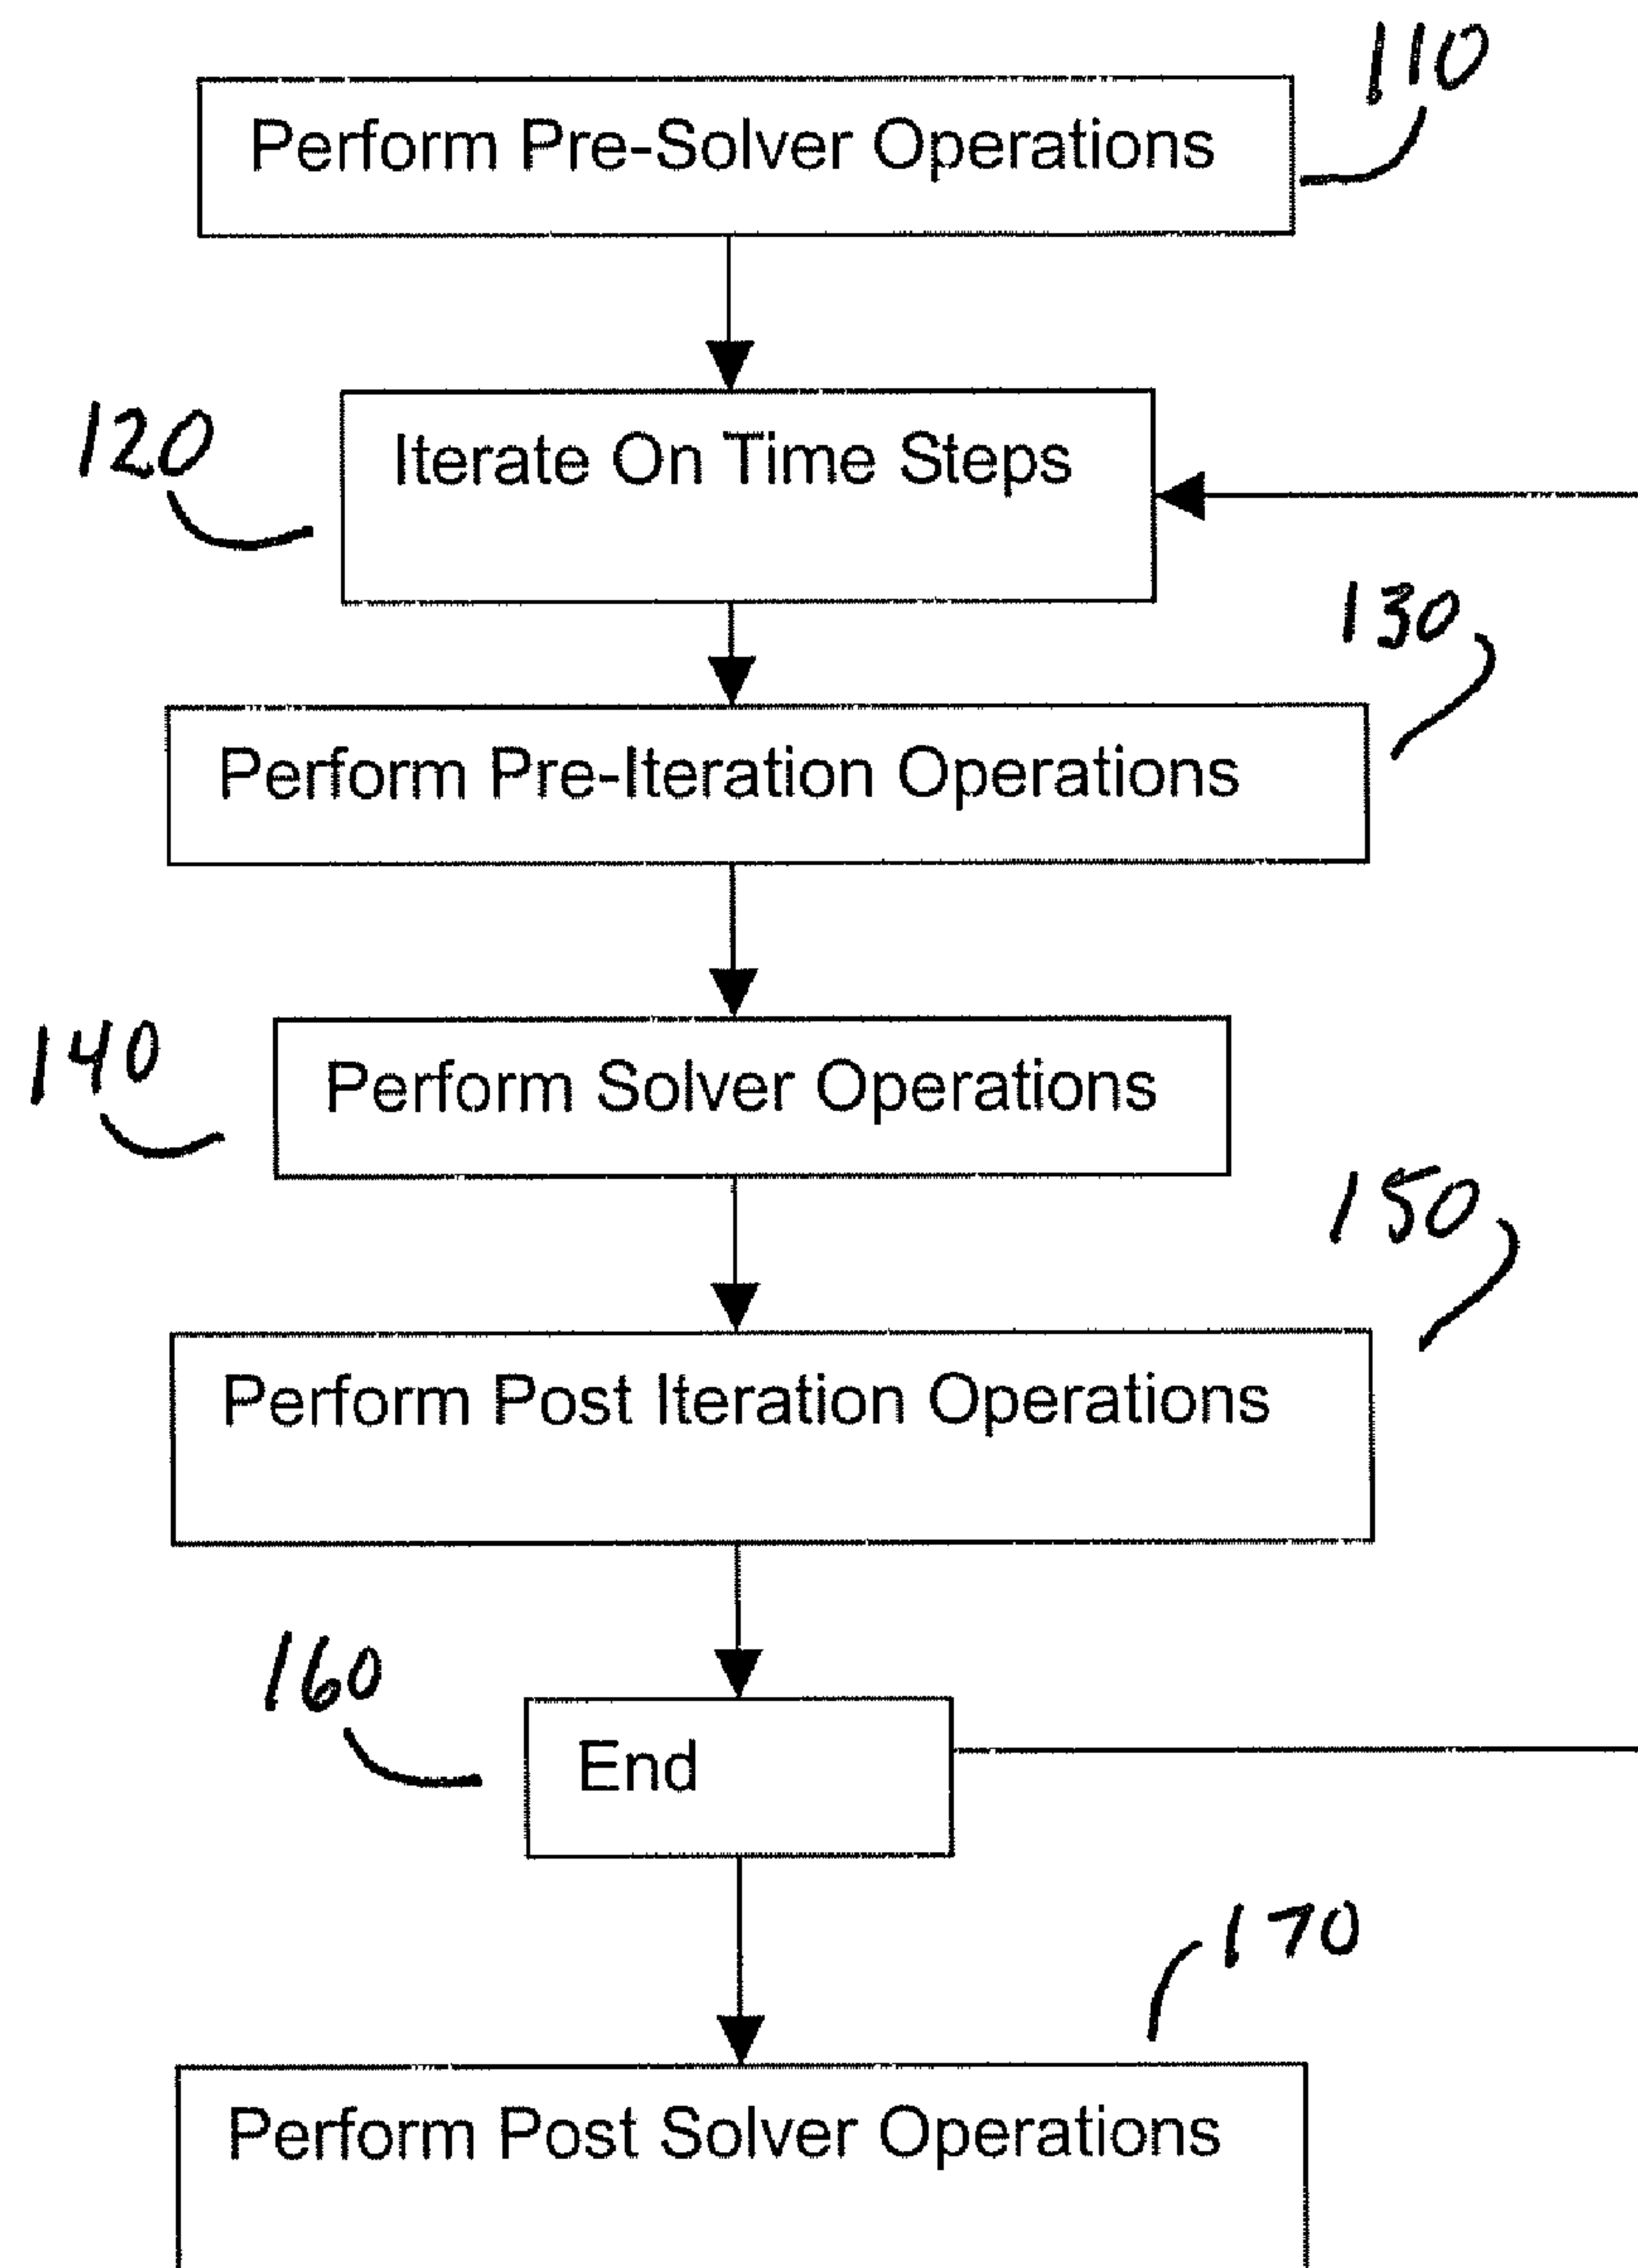 110
Perform Pre-Solver Operations
120
Iterate On Time Steps
130
Perform Pre-Iteration Operations
140
Perform Solver Operations
150
Perform Post Iteration Operations
160
End
170
Perform Post Solver Operations